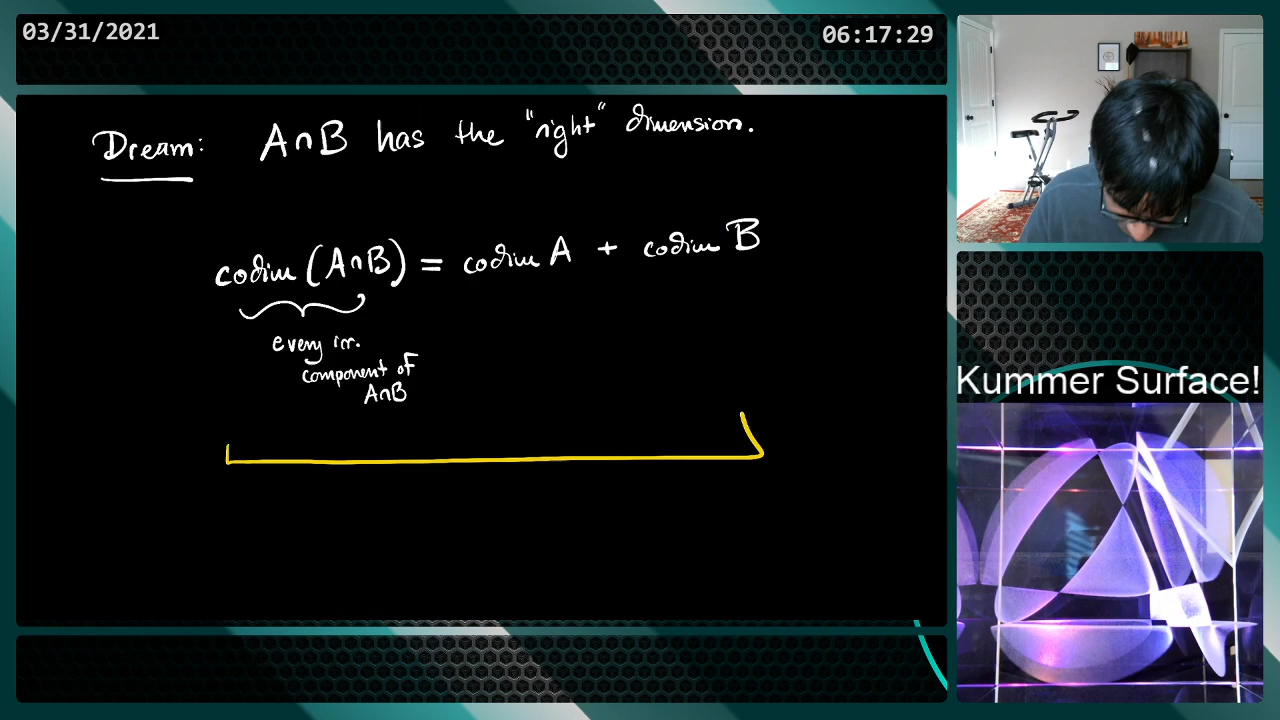 03/31/2021
06:17:29
Dream: A∩B has the "right" dimension.
codim (A∩B) = codim A + codim B
every irr.
component of
A∩B
Kummer Surface!